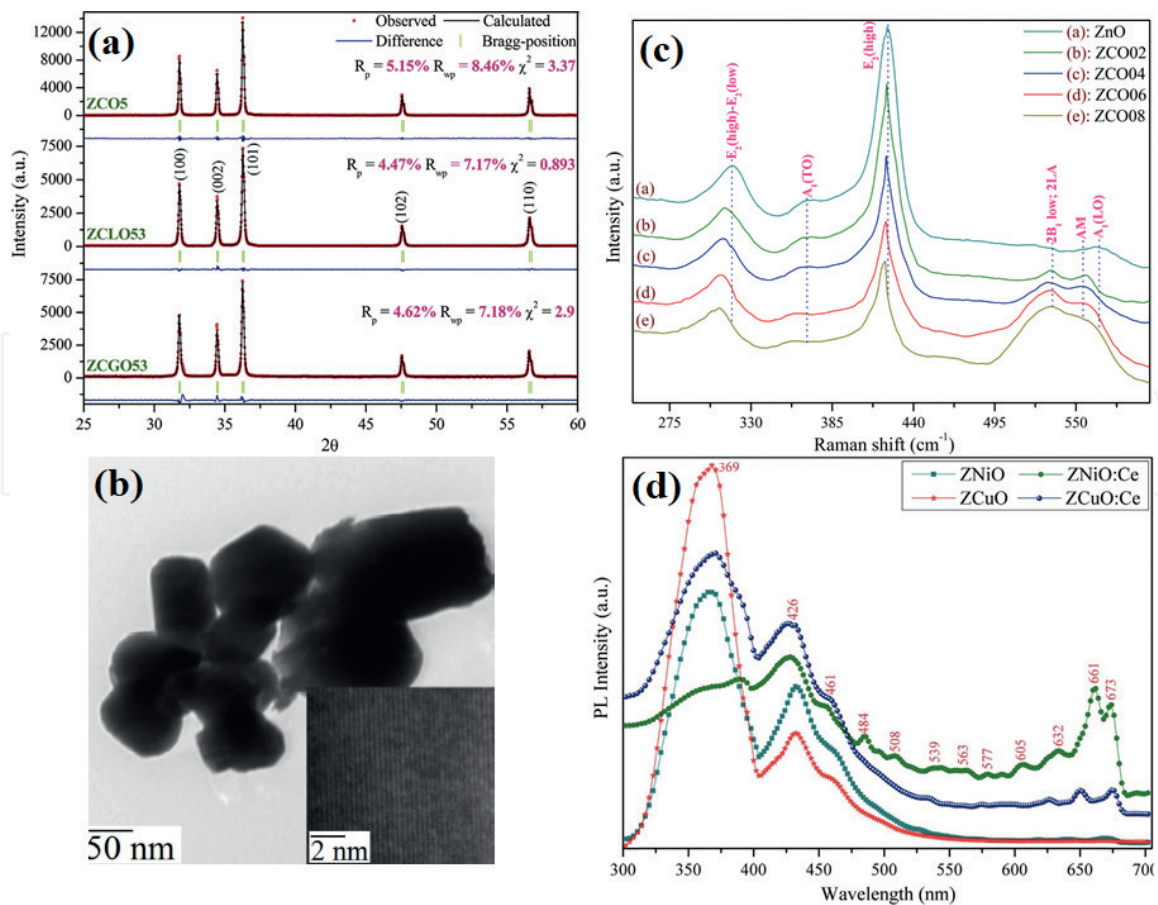 (a)
Observed
Calculated
Difference
Bragg-position
Rp = 5.15% Rwp = 8.46% χ2 = 3.37
ZCO5
Rp = 4.47% Rwp = 7.17% χ2 = 0.893
(100)
(002)
(101)
(102)
(110)
ZCLO53
Rp = 4.62% Rwp = 7.18% χ2 = 2.9
ZCGO53
12000
8000
4000
0
7500
5000
2500
0
7500
5000
2500
0
Intensity (a.u.)
25 30 35 40 45 50 55 60
2θ
(c)
(a): ZnO
(b): ZCO02
(c): ZCO04
(d): ZCO06
(e): ZCO08
E2(high)-E2(low)
A1(TO)
E2(high)
2B1 low; 2LA
AM
A1(LO)
(a)
(b)
(c)
(d)
(e)
Intensity (a.u.)
275 330 385 440 495 550
Raman shift (cm-1)
(b)
50 nm
2 nm
(d)
ZNiO
ZNiO:Ce
ZCuO
ZCuO:Ce
369
426
461
484
508
539
563
577
605
632
661
673
PL Intensity (a.u.)
300 350 400 450 500 550 600 650 700
Wavelength (nm)